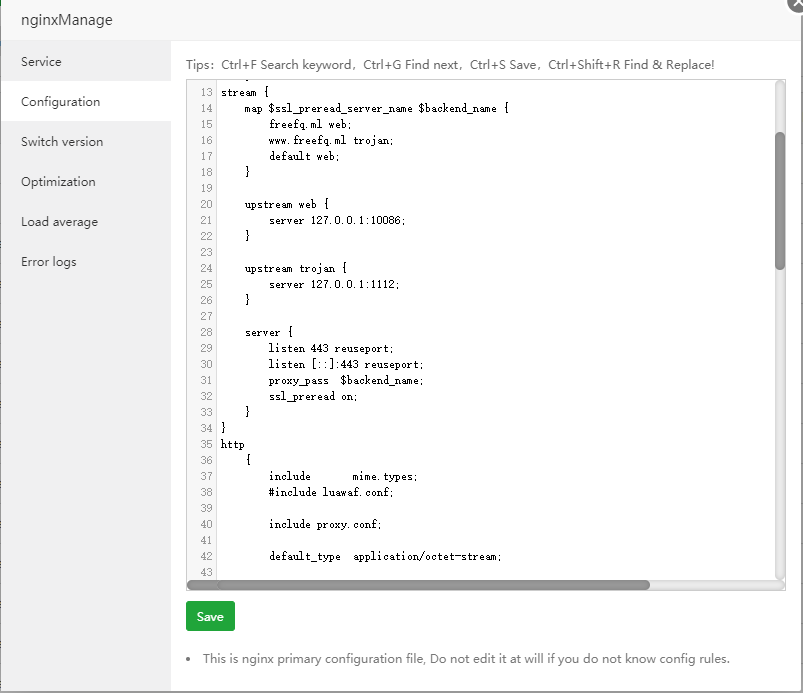 nginxManage
Service
Configuration
Switch version
Optimization
Load average
Error logs
Tips: Ctrl+F Search keyword, Ctrl+G Find next, Ctrl+S Save, Ctrl+Shift+R Find & Replace!
13 stream {
14     map $ssl_preread_server_name $backend_name {
15         freefq.ml web;
16         www.freefq.ml trojan;
17         default web;
18     }
19
20     upstream web {
21         server 127.0.0.1:10086;
22     }
23
24     upstream trojan {
25         server 127.0.0.1:1112;
26     }
27
28     server {
29         listen 443 reuseport;
30         listen [::]:443 reuseport;
31         proxy_pass  $backend_name;
32         ssl_preread on;
33     }
34 }
35 http
36     {
37         include       mime.types;
38         #include luawaf.conf;
39
40         include proxy.conf;
41
42         default_type  application/octet-stream;
43
Save
• This is nginx primary configuration file, Do not edit it at will if you do not know config rules.